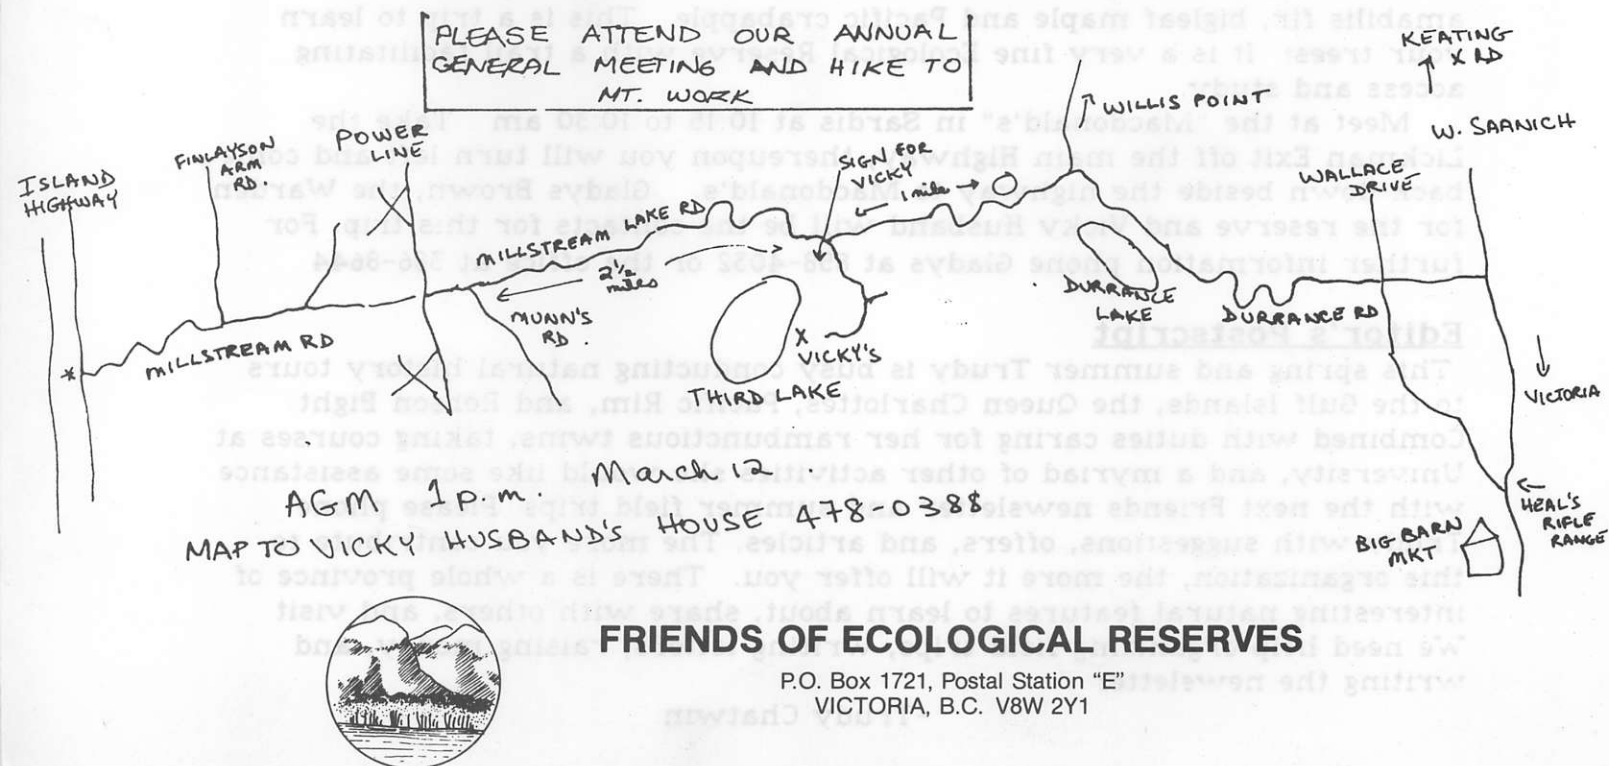 PLEASE ATTEND OUR ANNUAL
GENERAL MEETING AND HIKE TO
MT. WORK
KEATING
X RD
WILLIS POINT
W. SAANICH
POWER
LINE
FINLAYSON
ARM
RD.
ISLAND
HIGHWAY
SIGN FOR
VICKY
1 mile
WALLACE
DRIVE
MILLSTREAM LAKE RD
2 1/2
miles
MUNN'S
RD.
MILLSTREAM RD
DURRANCE
LAKE
DURRANCE RD
X VICKY'S
THIRD LAKE
VICTORIA
HEAL'S
RIFLE
RANGE
BIG BARN
MKT
AGM 1 p.m. March 12.
MAP TO VICKY HUSBAND'S HOUSE 478-0388
FRIENDS OF ECOLOGICAL RESERVES
P.O. Box 1721, Postal Station “E”
VICTORIA, B.C. V8W 2Y1